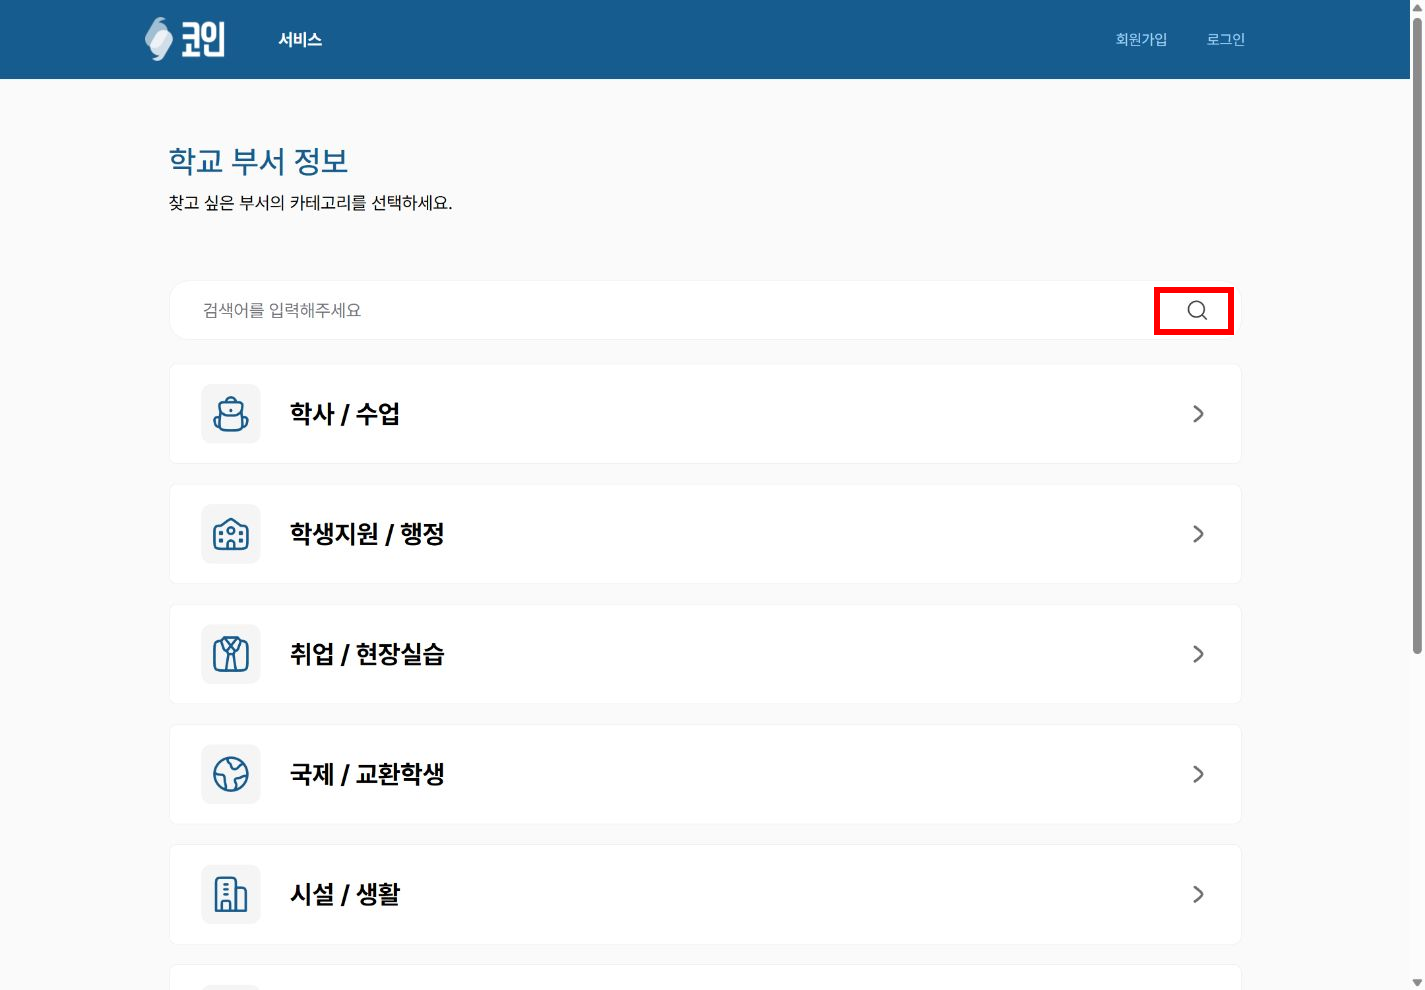 코인
서비스
회원가입
로그인
학교 부서 정보
찾고 싶은 부서의 카테고리를 선택하세요.
검색어를 입력해주세요
학사 / 수업
학생지원 / 행정
취업 / 현장실습
국제 / 교환학생
시설 / 생활